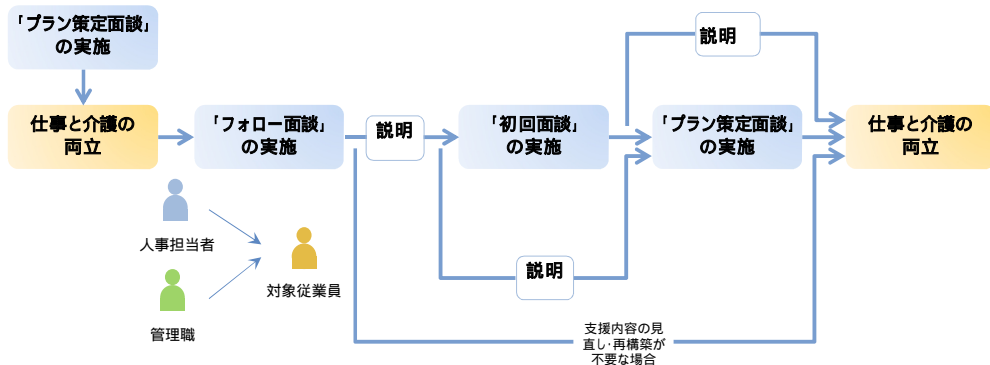 「プラン策定面談」
の実施
仕事と介護の
両立
「フォロー面談」
の実施
説明
「初回面談」
の実施
説明
「プラン策定面談」
の実施
仕事と介護の
両立
人事担当者
対象従業員
管理職
説明
支援内容の見
直し・再構築が
不要な場合